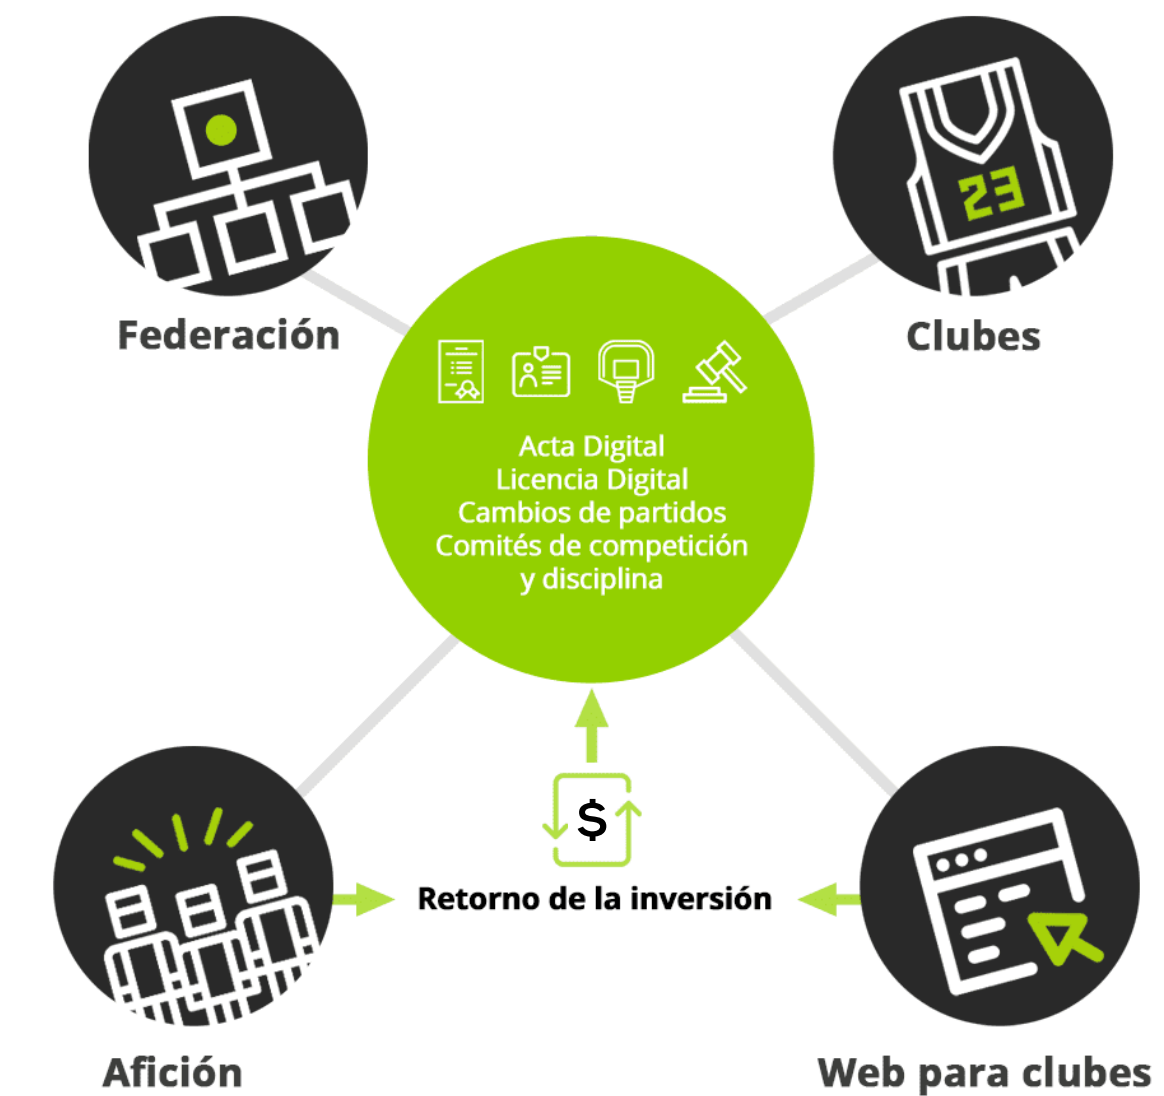 23
Federación
Clubes
Acta Digital
Licencia Digital
Cambios de partidos
Comités de competición
y disciplina
$
Retorno de la inversión
Afición
Web para clubes